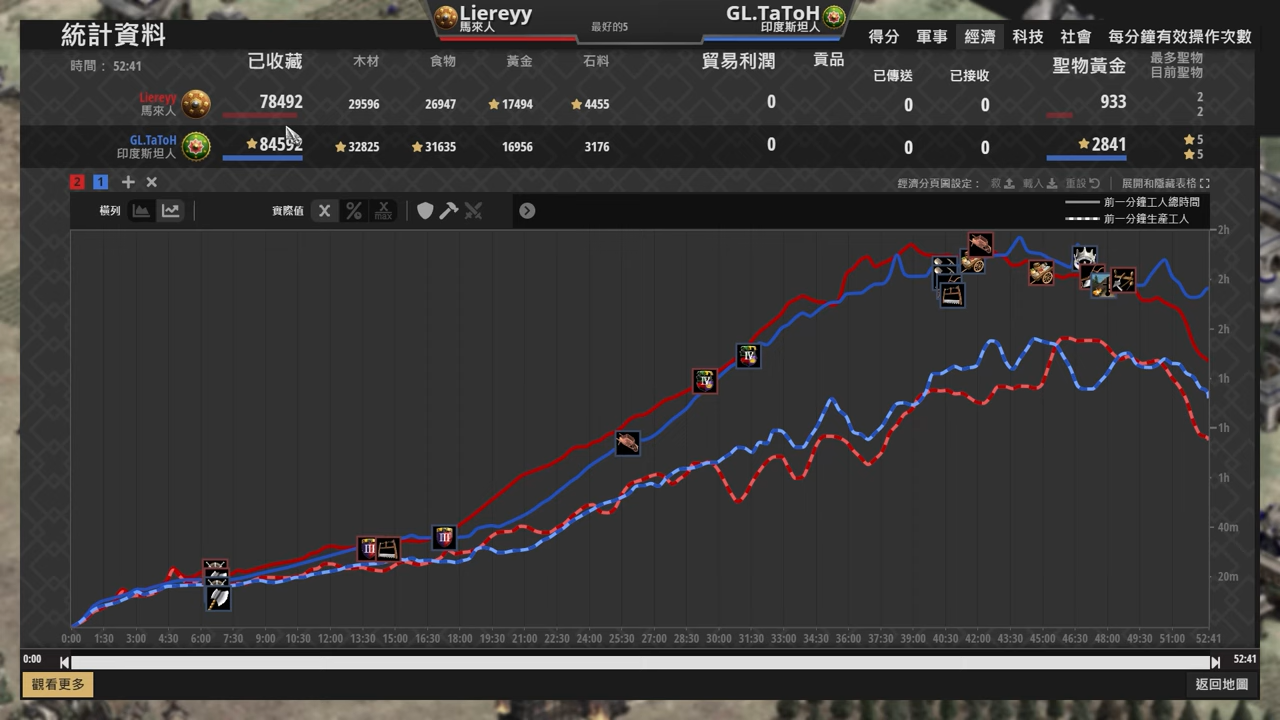 Liereyy
馬來人
最好的5
GL.TaToH
印度斯坦人
統計資料
得分 軍事 經濟 科技 社會 每分鐘有效操作次數
時間： 52:41
已收藏 木材 食物 黃金 石料 貿易利潤 貢品 已傳送 已接收 聖物黃金 最多聖物 目前聖物
Liereyy
馬來人
78492 29596 26947 17494 4455 0 0 0 933 2 2
GL.TaToH
印度斯坦人
84592 32825 31635 16956 3176 0 0 0 2841 5 5
2 1
經濟分頁圖設定： 載入 重設 展開和隱藏表格
橫列 實際值 X % x/max
前一分鐘工人總時間
前一分鐘生產工人
2h
2h
2h
1h
1h
1h
40m
20m
IV
IV
III
III
0:00 1:30 3:00 4:30 6:00 7:30 9:00 10:30 12:00 13:30 15:00 16:30 18:00 19:30 21:00 22:30 24:00 25:30 27:00 28:30 30:00 31:30 33:00 34:30 36:00 37:30 39:00 40:30 42:00 43:30 45:00 46:30 48:00 49:30 51:00 52:41
0:00 52:41
觀看更多 返回地圖